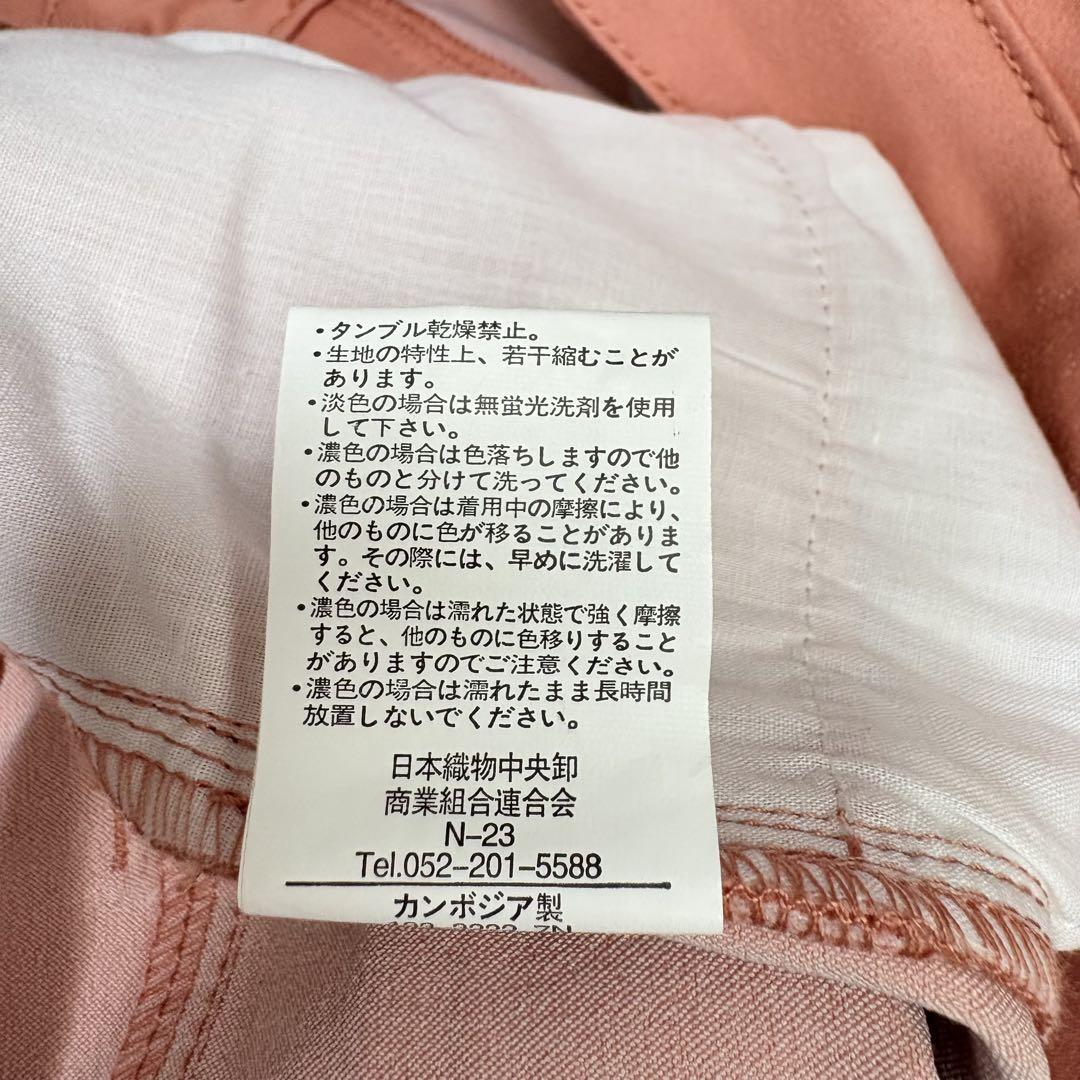 ・タンブル乾燥禁止。
・生地の特性上、若干縮むことが
あります。
・淡色の場合は無蛍光洗剤を使用
して下さい。
・濃色の場合は色落ちしますので他
のものと分けて洗ってください。
・濃色の場合は着用中の摩擦により、
他のものに色が移ることがありま
す。その際には、早めに洗濯して
ください。
・濃色の場合は濡れた状態で強く摩擦
すると、他のものに色移りすること
がありますのでご注意ください。
・濃色の場合は濡れたまま長時間
放置しないでください。
日本織物中央卸
商業組合連合会
N-23
Tel.052-201-5588
カンボジア製